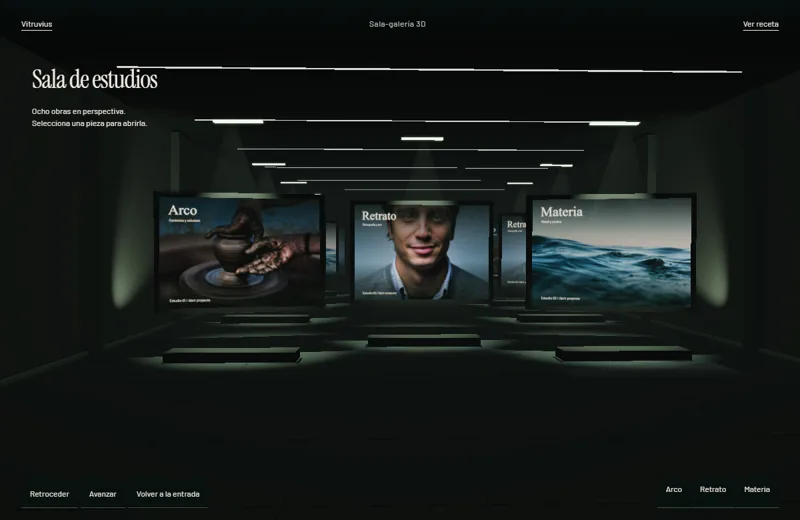 Vitruvius
Sala-galería 3D
Ver receta
Sala de estudios
Ocho obras en perspectiva.
Selecciona una pieza para abrirla.
Arco
Retrato
Retra
Materia
Retroceder
Avanzar
Volver a la entrada
Arco
Retrato
Materia